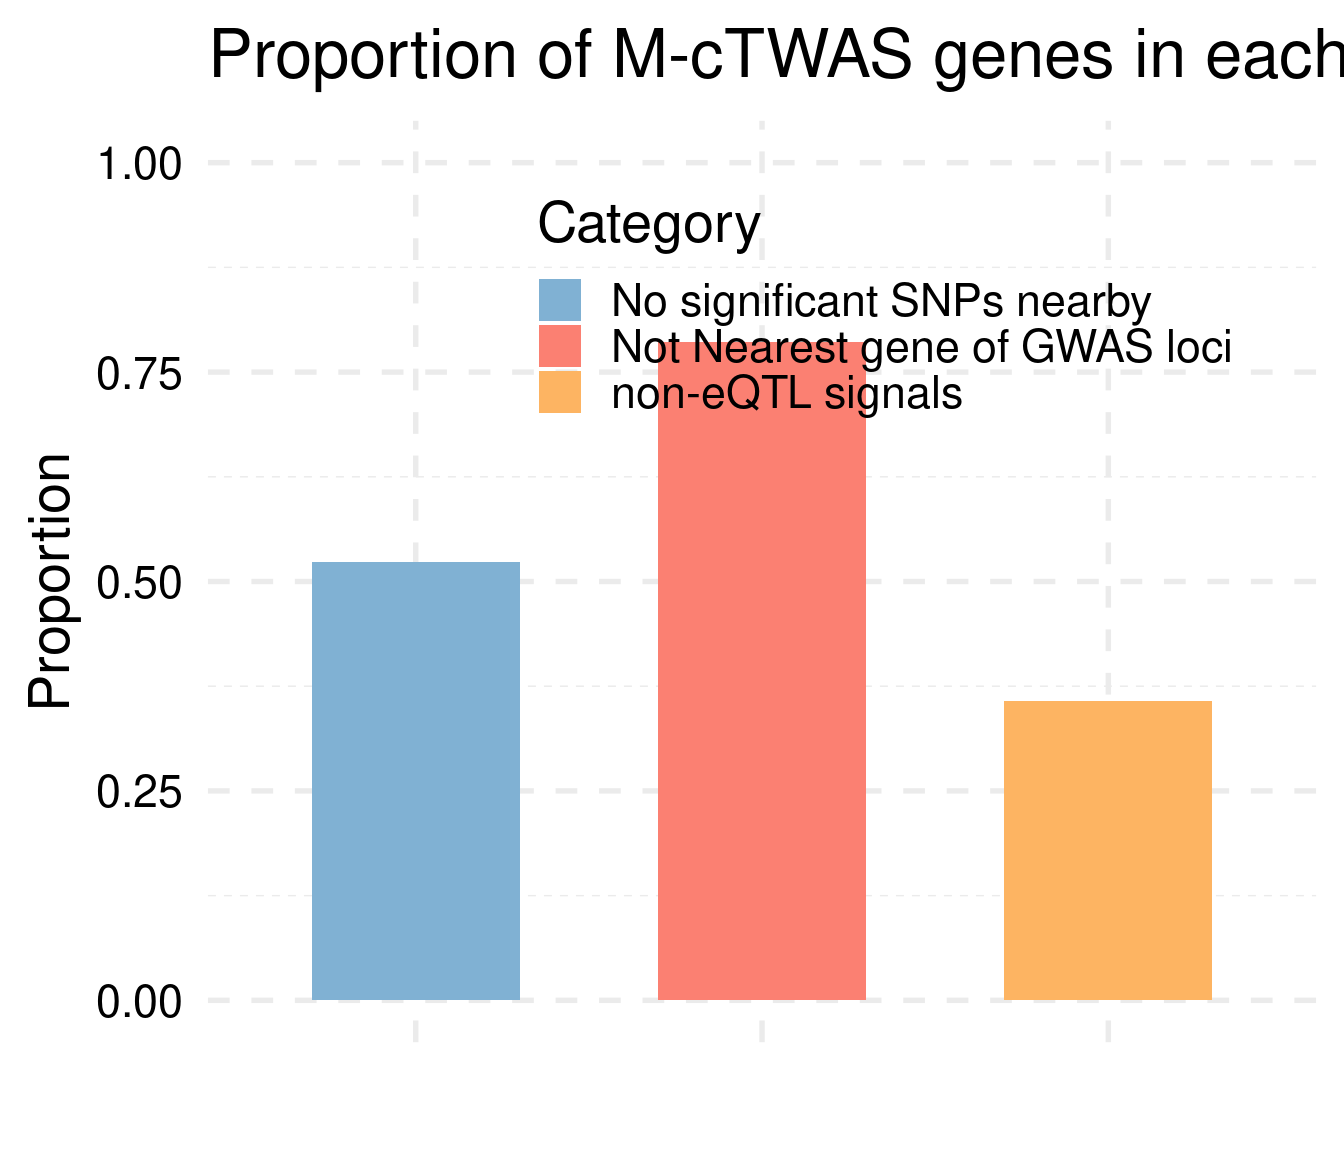 Proportion of M-cTWAS genes in each
1.00
Category
No significant SNPs nearby
Not Nearest gene of GWAS loci
0.75
non-eQTL signals
Proportion
0.50
0.25
0.00